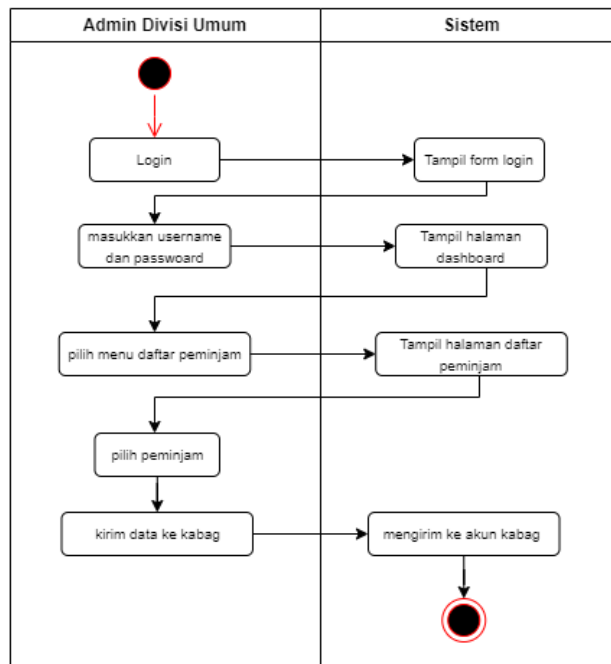 Admin Divisi Umum
Sistem
Login
Tampil form login
masukkan username
dan passwoard
Tampil halaman
dashboard
pilih menu daftar peminjam
Tampil halaman daftar
peminjam
pilih peminjam
kirim data ke kabag
mengirim ke akun kabag